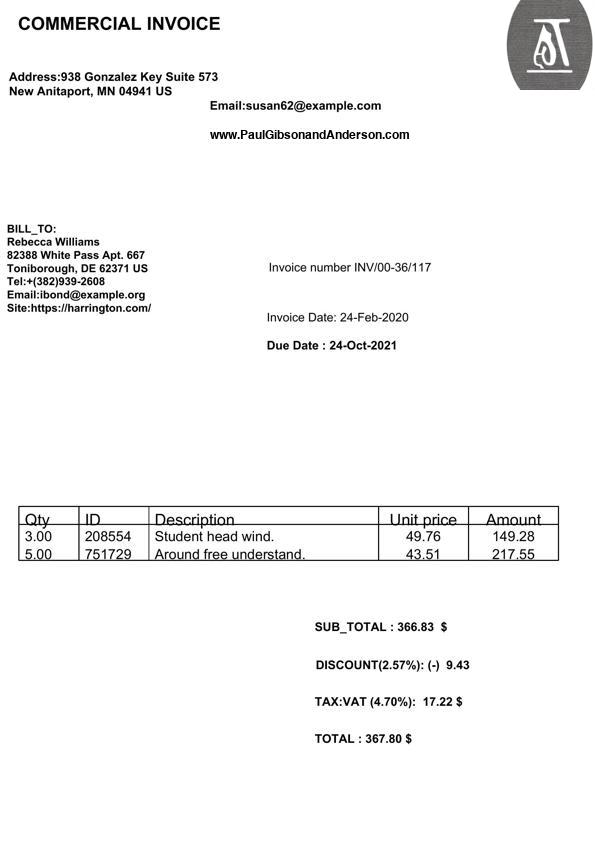 COMMERCIAL INVOICE
Address:938 Gonzalez Key Suite 573
New Anitaport, MN 04941 US
Email:susan62@example.com
www.PaulGibsonandAnderson.com
BILL_TO:
Rebecca Williams
82388 White Pass Apt. 667
Toniborough, DE 62371 US
Tel:+(382)939-2608
Email:ibond@example.org
Site:https://harrington.com/
Invoice number INV/00-36/117
Invoice Date: 24-Feb-2020
Due Date : 24-Oct-2021
Qty ID Description Unit price Amount
3.00 208554 Student head wind. 49.76 149.28
5.00 751729 Around free understand. 43.51 217.55
SUB_TOTAL : 366.83 $
DISCOUNT(2.57%): (-) 9.43
TAX:VAT (4.70%): 17.22 $
TOTAL : 367.80 $